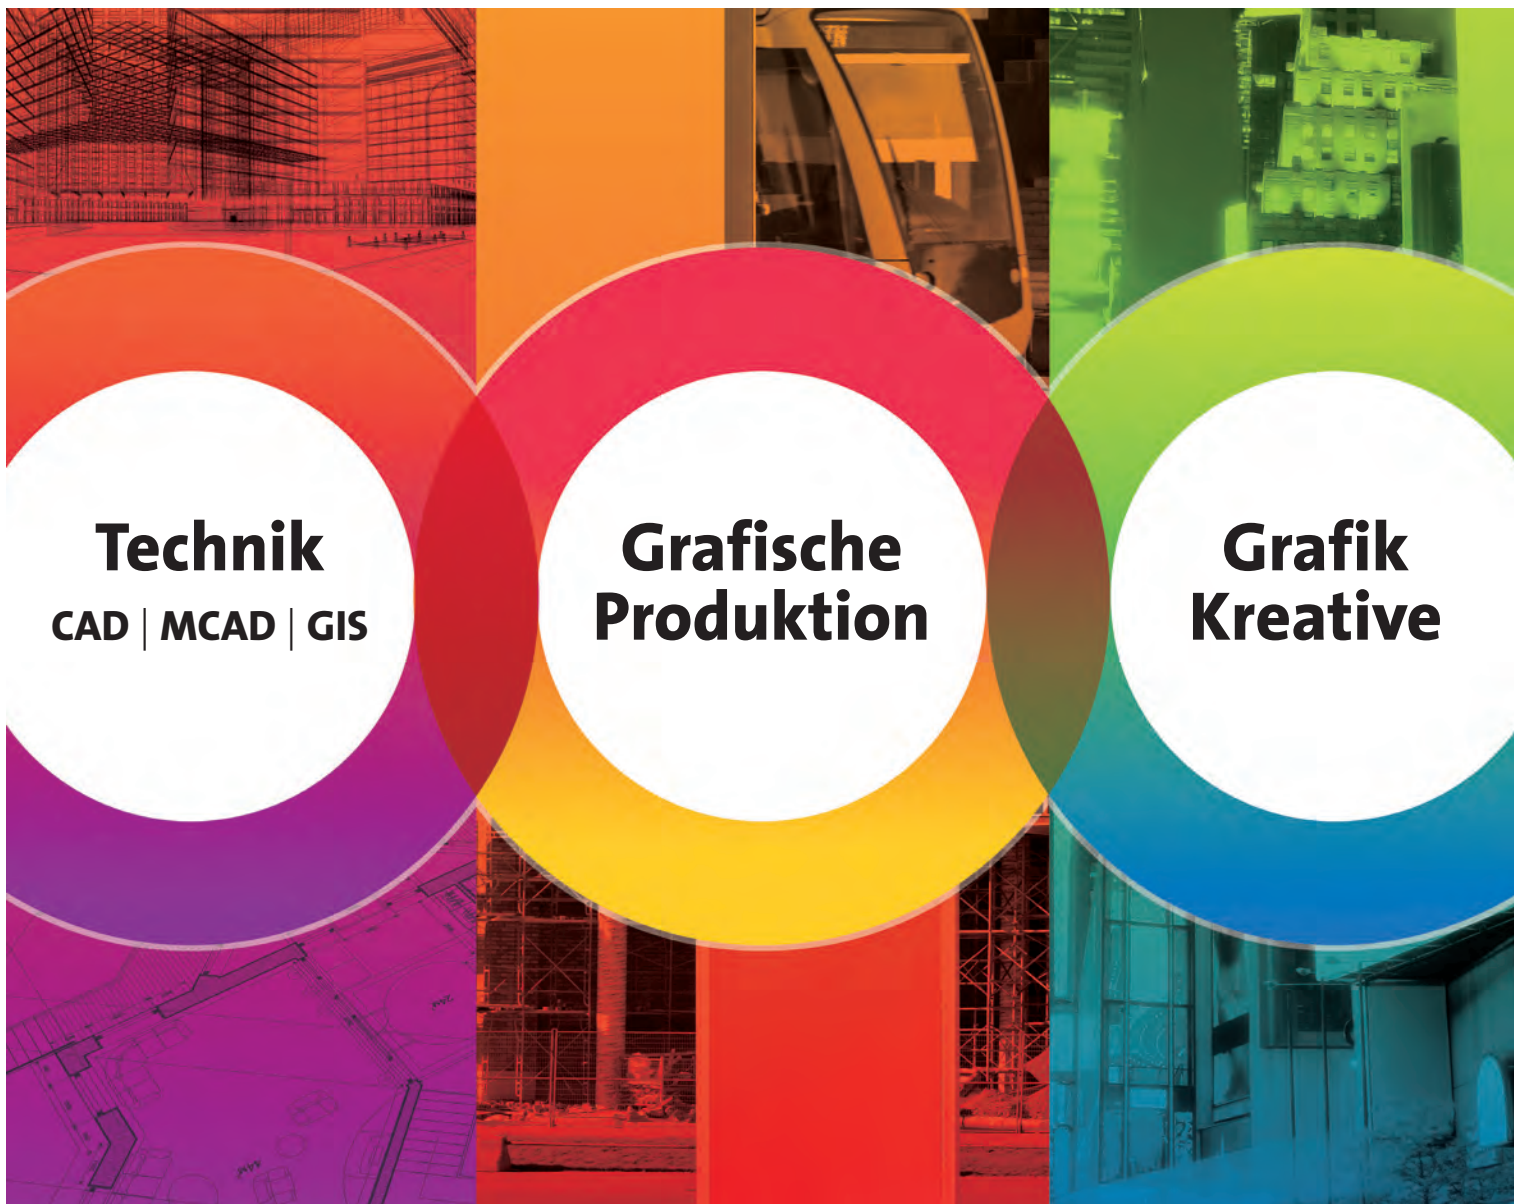 Technik
CAD | MCAD | GIS
Grafische
Produktion
Grafik
Kreative